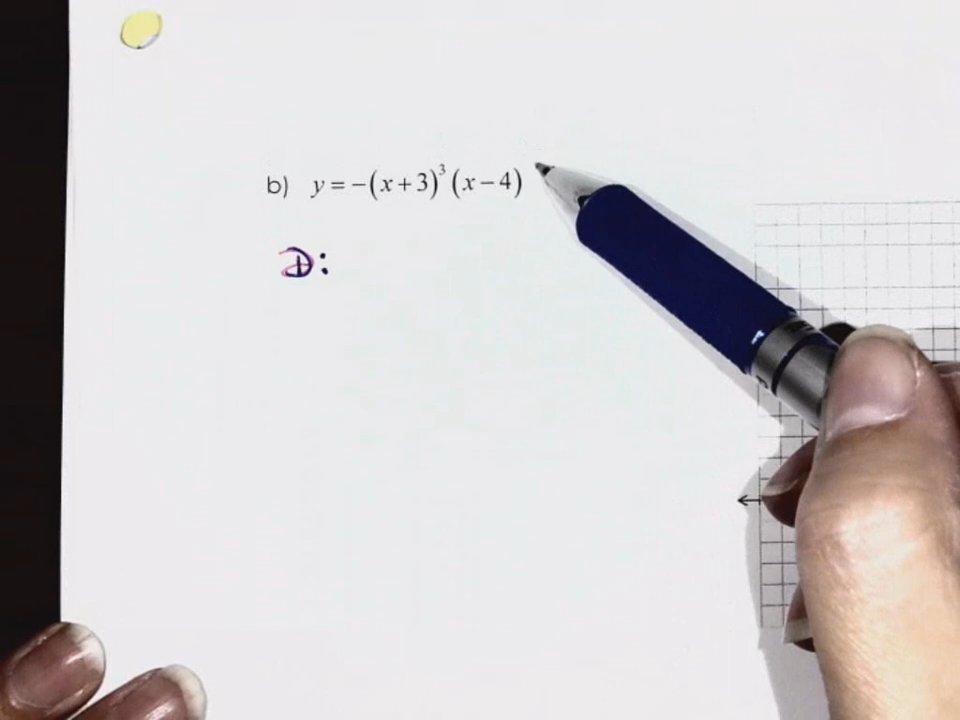 b) y = -(x+3)³(x-4)
D: